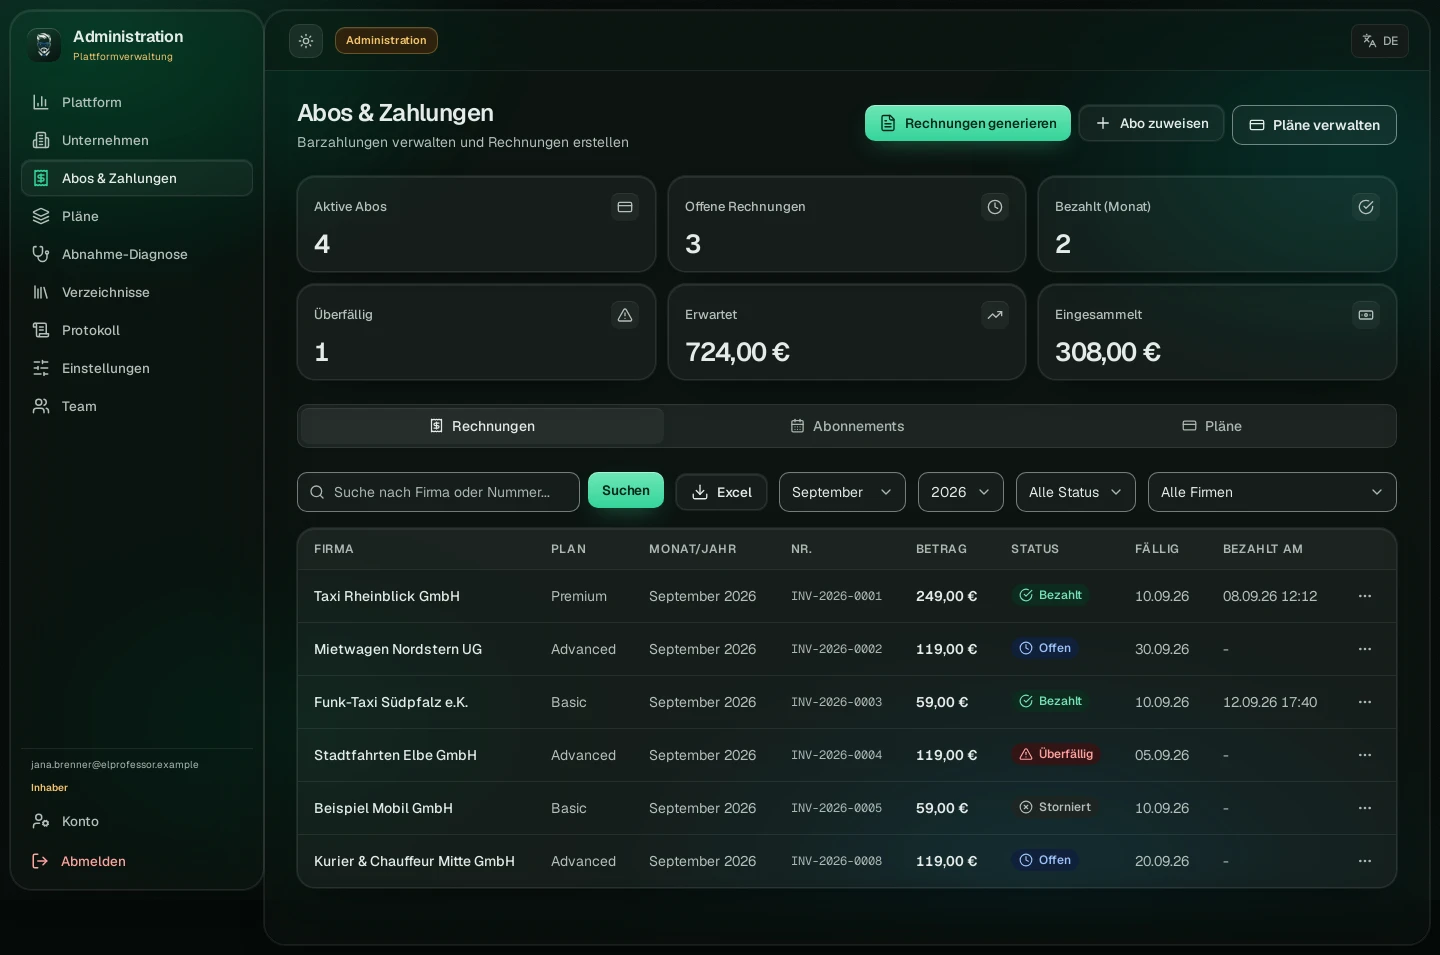 Administration
Plattformverwaltung
Plattform
Unternehmen
Abos & Zahlungen
Pläne
Abnahme-Diagnose
Verzeichnisse
Protokoll
Einstellungen
Team
jana.brenner@elprofessor.example
Inhaber
Konto
Abmelden
Administration
DE
Abos & Zahlungen
Barzahlungen verwalten und Rechnungen erstellen
Rechnungen generieren
Abo zuweisen
Pläne verwalten
Aktive Abos
4
Offene Rechnungen
3
Bezahlt (Monat)
2
Überfällig
1
Erwartet
724,00 €
Eingesammelt
308,00 €
Rechnungen Abonnements Pläne
Suche nach Firma oder Nummer... Suchen Excel September 2026 Alle Status Alle Firmen
FIRMA PLAN MONAT/JAHR NR. BETRAG STATUS FÄLLIG BEZAHLT AM
Taxi Rheinblick GmbH Premium September 2026 INV-2026-0001 249,00 € Bezahlt 10.09.26 08.09.26 12:12
Mietwagen Nordstern UG Advanced September 2026 INV-2026-0002 119,00 € Offen 30.09.26 -
Funk-Taxi Südpfalz e.K. Basic September 2026 INV-2026-0003 59,00 € Bezahlt 10.09.26 12.09.26 17:40
Stadtfahrten Elbe GmbH Advanced September 2026 INV-2026-0004 119,00 € Überfällig 05.09.26 -
Beispiel Mobil GmbH Basic September 2026 INV-2026-0005 59,00 € Storniert 10.09.26 -
Kurier & Chauffeur Mitte GmbH Advanced September 2026 INV-2026-0008 119,00 € Offen 20.09.26 -